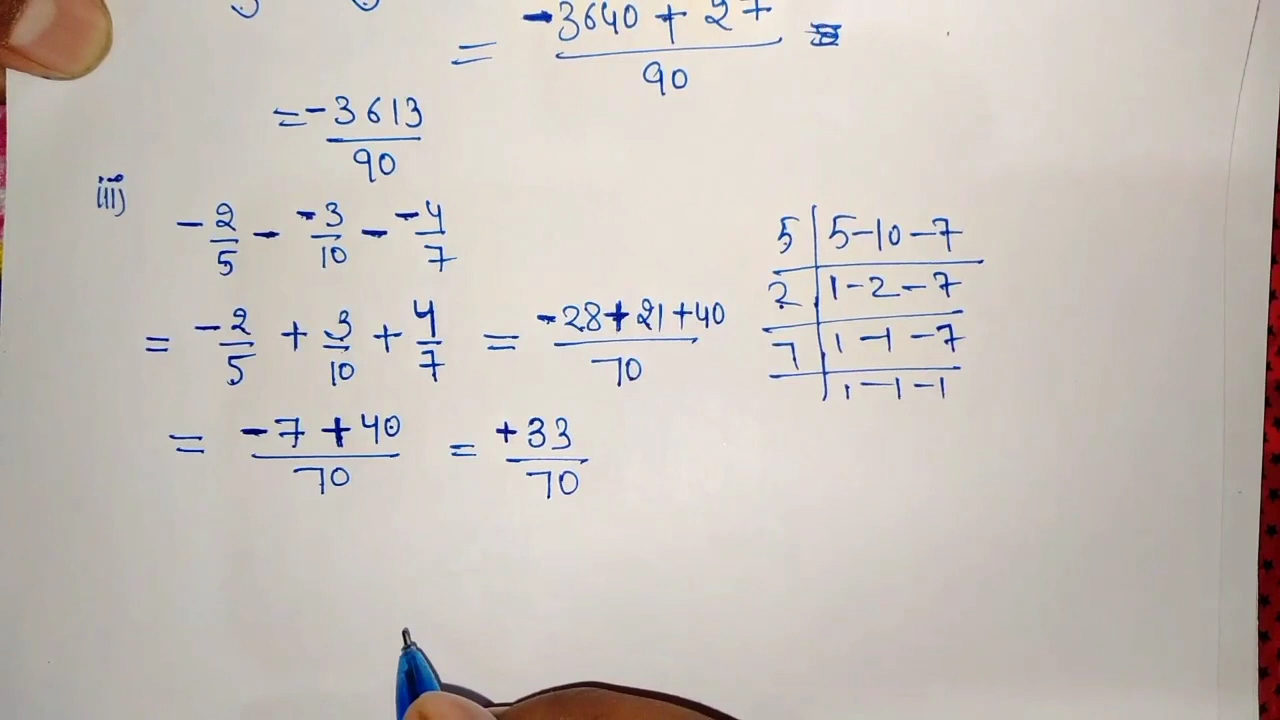 = -3640 + 27 / 90 =
= -3613 / 90
iii)
-2/5 - -3/10 - -4/7
= -2/5 + 3/10 + 4/7 = -28+21+40 / 70
= -7+40 / 70 = +33 / 70
5 | 5-10-7
2 | 1-2-7
7 | 1-1-7
1-1-1